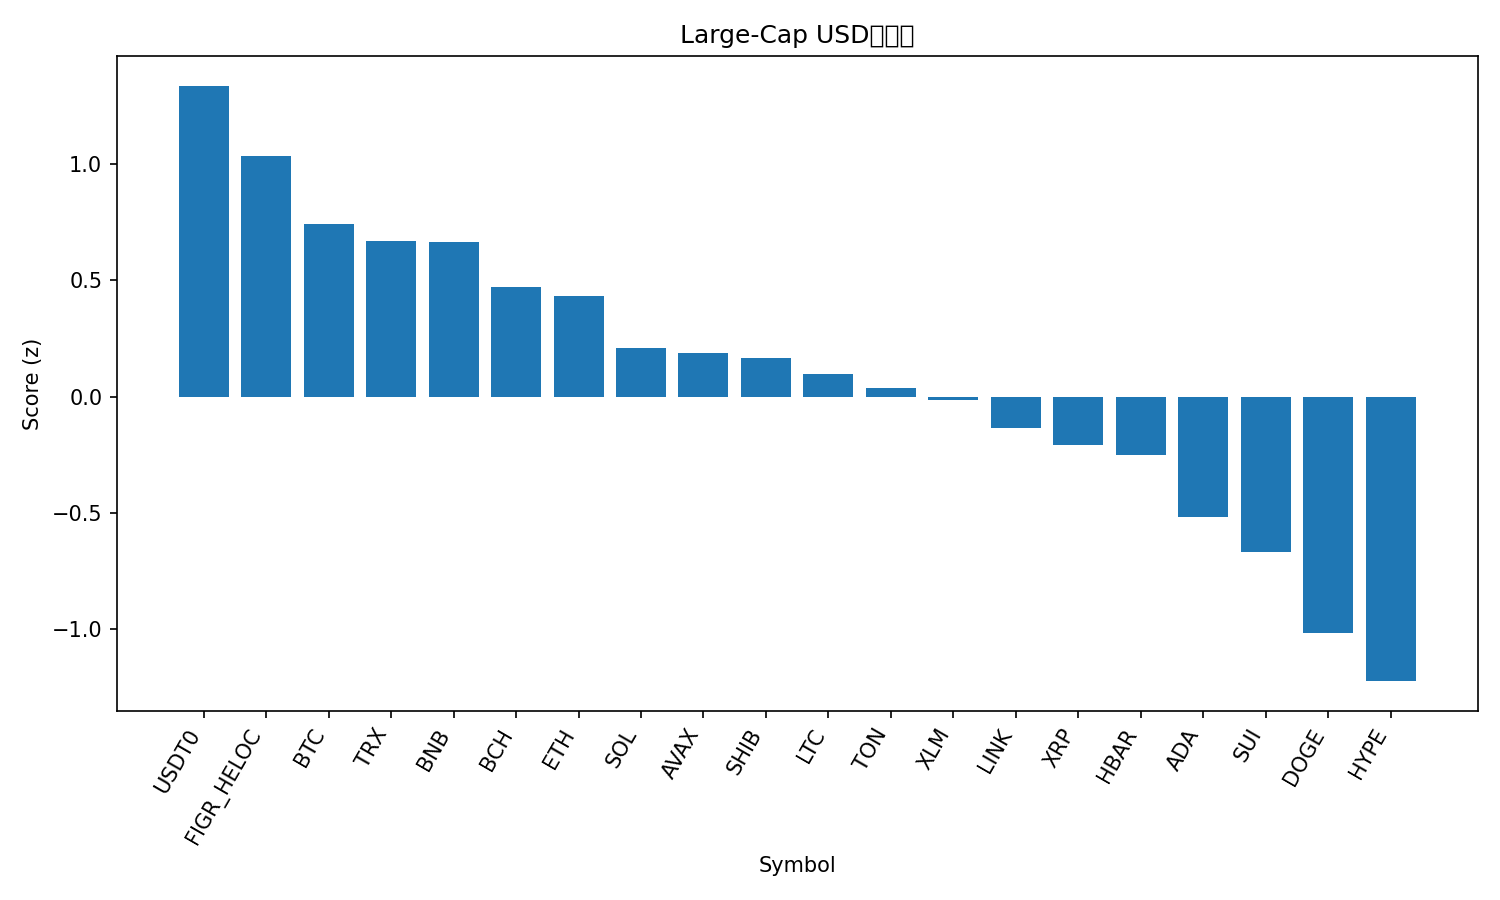 Large-Cap USD
Score (z)
1.0
0.5
0.0
−0.5
−1.0
USDT0
FIGR_HELOC
BTC
TRX
BNB
BCH
ETH
SOL
AVAX
SHIB
LTC
TON
XLM
LINK
XRP
HBAR
ADA
SUI
DOGE
HYPE
Symbol